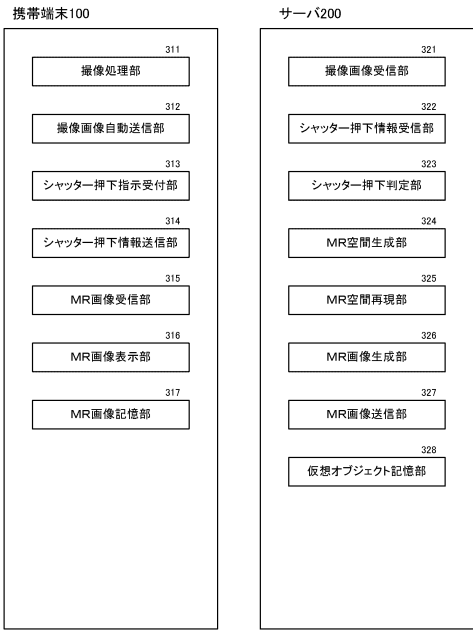 携帯端末100
311
撮像処理部
312
撮像画像自動送信部
313
シャッター押下指示受付部
314
シャッター押下情報送信部
315
MR画像受信部
316
MR画像表示部
317
MR画像記憶部
サーバ200
321
撮像画像受信部
322
シャッター押下情報受信部
323
シャッター押下判定部
324
MR空間生成部
325
MR空間再現部
326
MR画像生成部
327
MR画像送信部
328
仮想オブジェクト記憶部